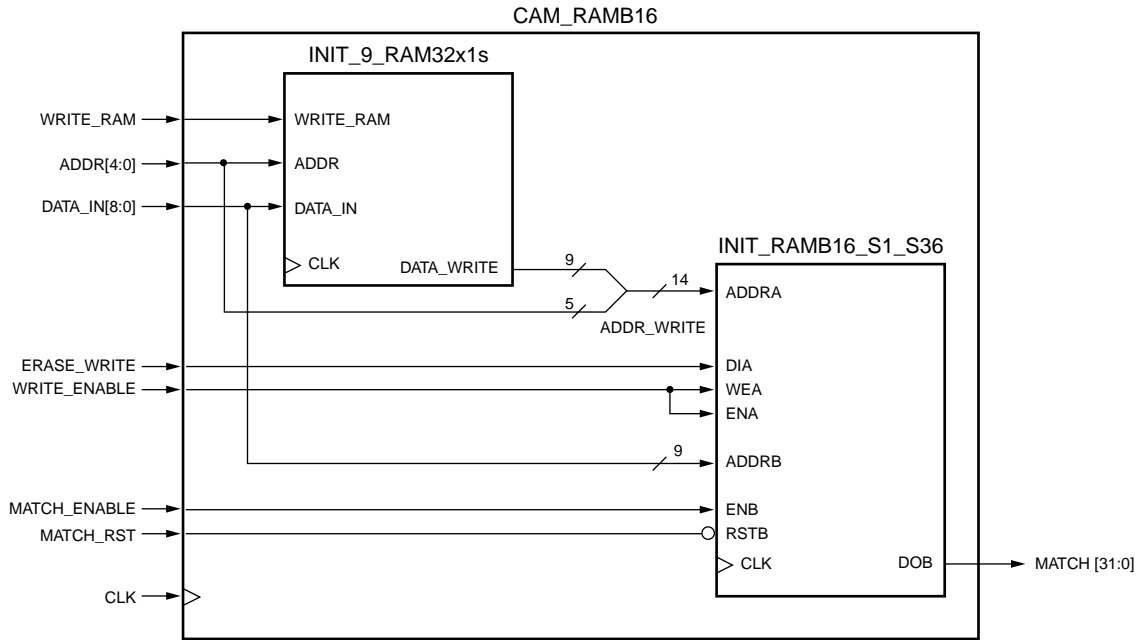 CAM_RAMB16
INIT_9_RAM32x1s
WRITE_RAM
WRITE_RAM
ADDR[4:0]
ADDR
DATA_IN[8:0]
DATA_IN
CLK
DATA_WRITE
9
5
14
ADDR_WRITE
INIT_RAMB16_S1_S36
ADDRA
ERASE_WRITE
DIA
WRITE_ENABLE
WEA
ENA
9
ADDRB
MATCH_ENABLE
ENB
MATCH_RST
RSTB
CLK
DOB
MATCH [31:0]
CLK